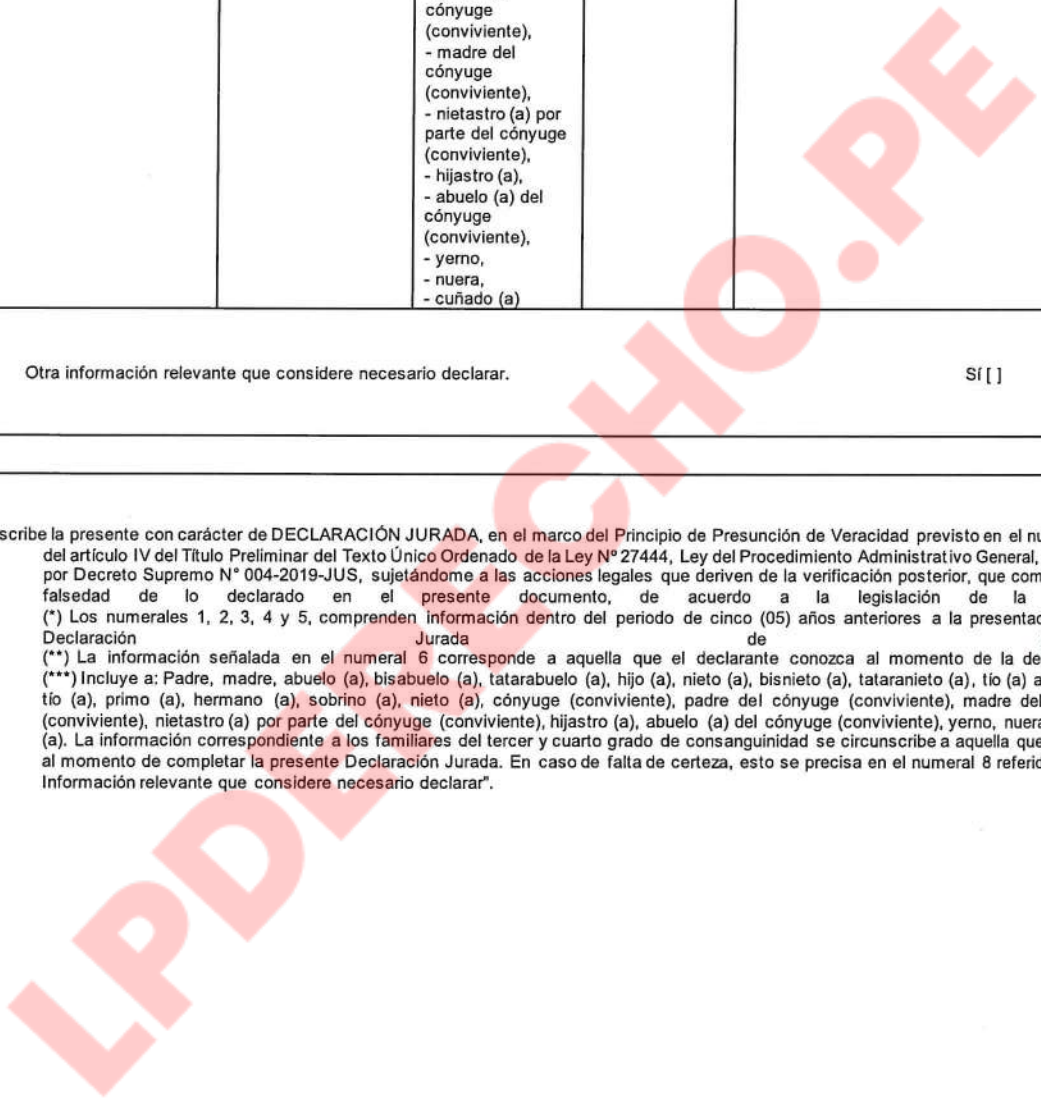 cónyuge
(conviviente),
- madre del
cónyuge
(conviviente),
- nietastro (a) por
parte del cónyuge
(conviviente),
- hijastro (a),
- abuelo (a) del
cónyuge
(conviviente),
- yerno,
- nuera,
- cuñado (a)
Otra información relevante que considere necesario declarar. Sí [ ]
scribe la presente con carácter de DECLARACIÓN JURADA, en el marco del Principio de Presunción de Veracidad previsto en el nu
del artículo IV del Título Preliminar del Texto Único Ordenado de la Ley Nº 27444, Ley del Procedimiento Administrativo General,
por Decreto Supremo N° 004-2019-JUS, sujetándome a las acciones legales que deriven de la verificación posterior, que com
falsedad de lo declarado en el presente documento, de acuerdo a la legislación de la
(*) Los numerales 1, 2, 3, 4 y 5, comprenden información dentro del periodo de cinco (05) años anteriores a la presentac
Declaración Jurada de
(**) La información señalada en el numeral 6 corresponde a aquella que el declarante conozca al momento de la de
(***) Incluye a: Padre, madre, abuelo (a), bisabuelo (a), tatarabuelo (a), hijo (a), nieto (a), bisnieto (a), tataranieto (a), tío (a) a
tío (a), primo (a), hermano (a), sobrino (a), nieto (a), cónyuge (conviviente), padre del cónyuge (conviviente), madre del
(conviviente), nietastro (a) por parte del cónyuge (conviviente), hijastro (a), abuelo (a) del cónyuge (conviviente), yerno, nuera
(a). La información correspondiente a los familiares del tercer y cuarto grado de consanguinidad se circunscribe a aquella que
al momento de completar la presente Declaración Jurada. En caso de falta de certeza, esto se precisa en el numeral 8 referid
Información relevante que considere necesario declarar".
LPDERECHO.PE